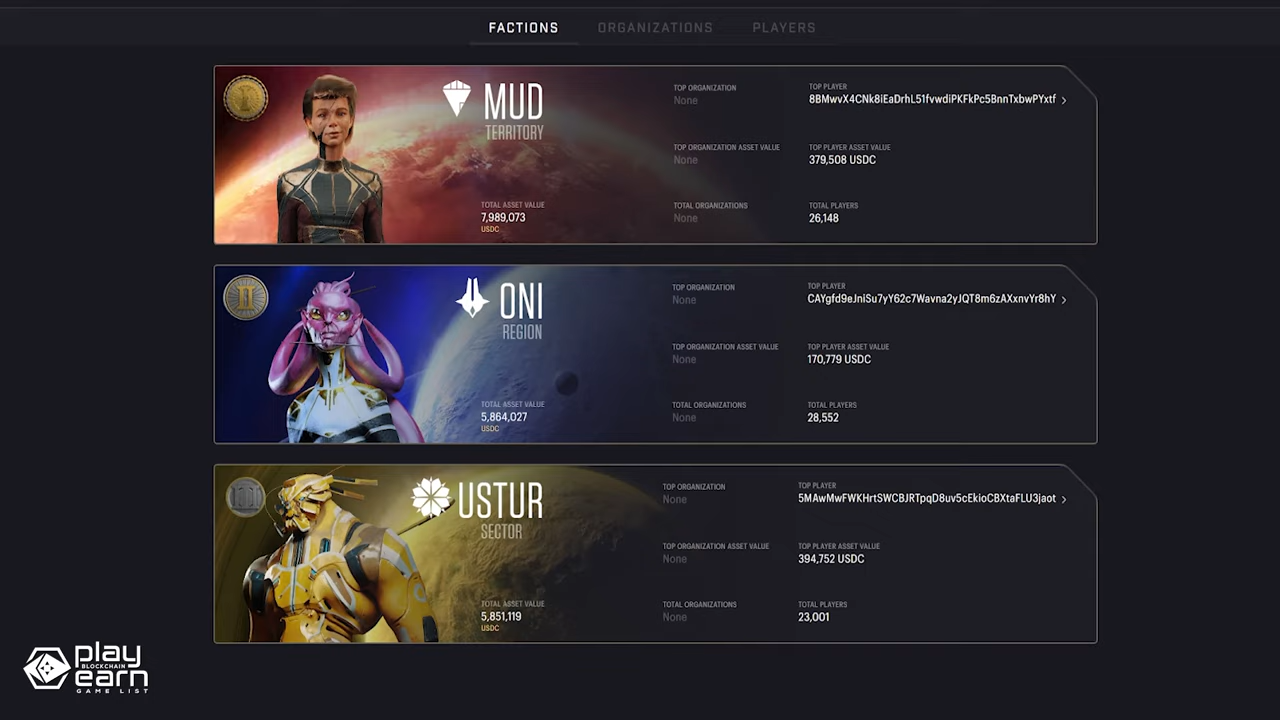 FACTIONS ORGANIZATIONS PLAYERS
MUD
TERRITORY
TOTAL ASSET VALUE
7,989,073
USDC
TOP ORGANIZATION
None
TOP ORGANIZATION ASSET VALUE
None
TOTAL ORGANIZATIONS
None
TOP PLAYER
8BMwvX4CNk8iEaDrhL51fvwdiPKFkPc5BnnTxbwPYxtf
TOP PLAYER ASSET VALUE
379,508 USDC
TOTAL PLAYERS
26,148
II
ONI
REGION
TOTAL ASSET VALUE
5,864,027
USDC
TOP ORGANIZATION
None
TOP ORGANIZATION ASSET VALUE
None
TOTAL ORGANIZATIONS
None
TOP PLAYER
CAYgfd9eJniSu7yY62c7Wavna2yJQT8m6zAXxnvYr8hY
TOP PLAYER ASSET VALUE
170,779 USDC
TOTAL PLAYERS
28,552
III
USTUR
SECTOR
TOTAL ASSET VALUE
5,851,119
USDC
TOP ORGANIZATION
None
TOP ORGANIZATION ASSET VALUE
None
TOTAL ORGANIZATIONS
None
TOP PLAYER
5MAwMwFWKHrtSWCBJRTpqD8uv5cEkioCBXtaFLU3jaot
TOP PLAYER ASSET VALUE
394,752 USDC
TOTAL PLAYERS
23,001
play
BLOCKCHAIN
earn
GAME LIST